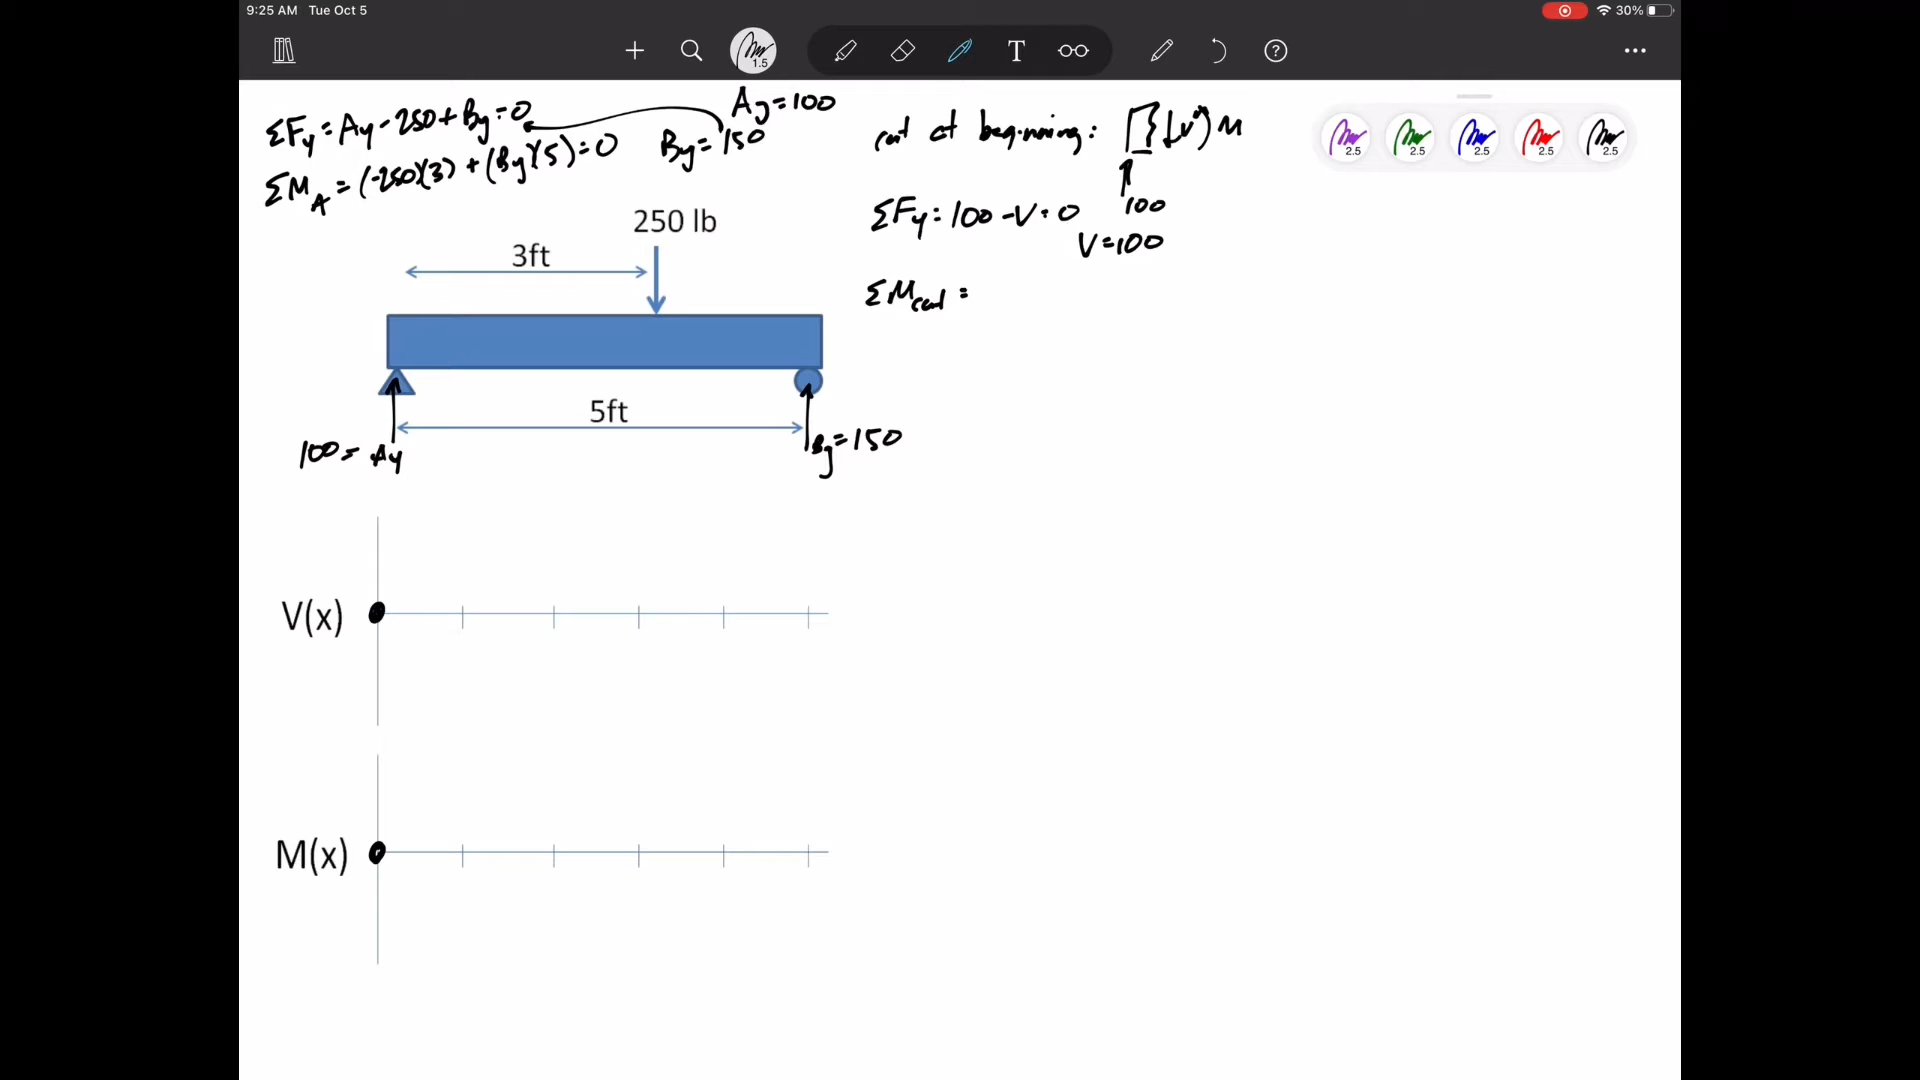 9:25 AM Tue Oct 5
30%
1.5
T
?
2.5 2.5 2.5 2.5 2.5
ΣFy = Ay - 250 + By = 0
Ay = 100
By = 150
ΣM_A = (-250)(3) + (By)(5) = 0
250 lb
3ft
5ft
100 = Ay
By = 150
cut at beginning: V M
100
ΣFy = 100 - V = 0
V = 100
ΣM_cut =
V(x)
M(x)